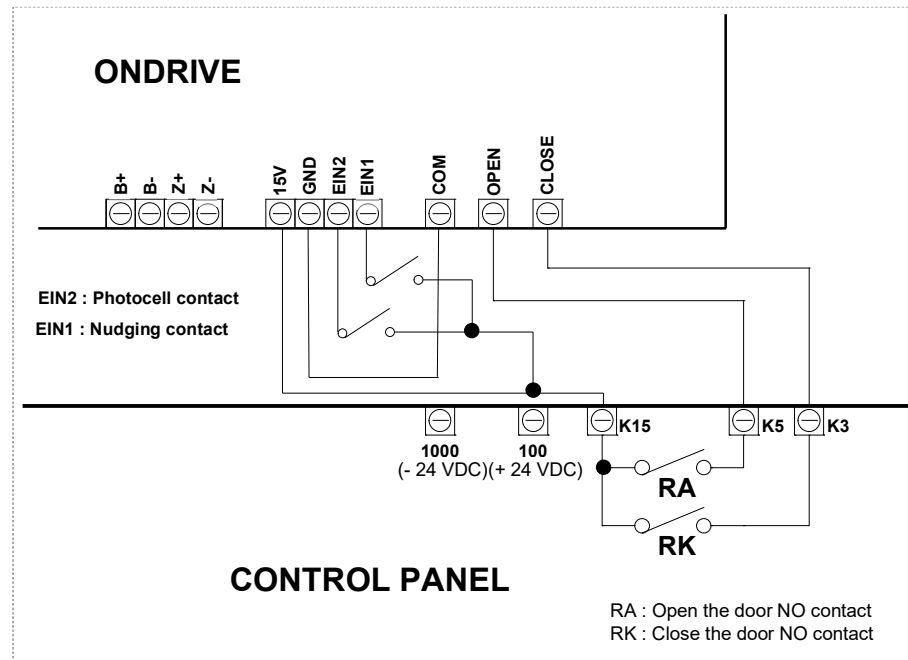 ONDRIVE
B+ B- Z+ Z- 15V GND EIN2 EIN1 COM OPEN CLOSE
EIN2 : Photocell contact
EIN1 : Nudging contact
K15 K5 K3
1000 100
(- 24 VDC) (+ 24 VDC)
RA
RK
CONTROL PANEL
RA : Open the door NO contact
RK : Close the door NO contact